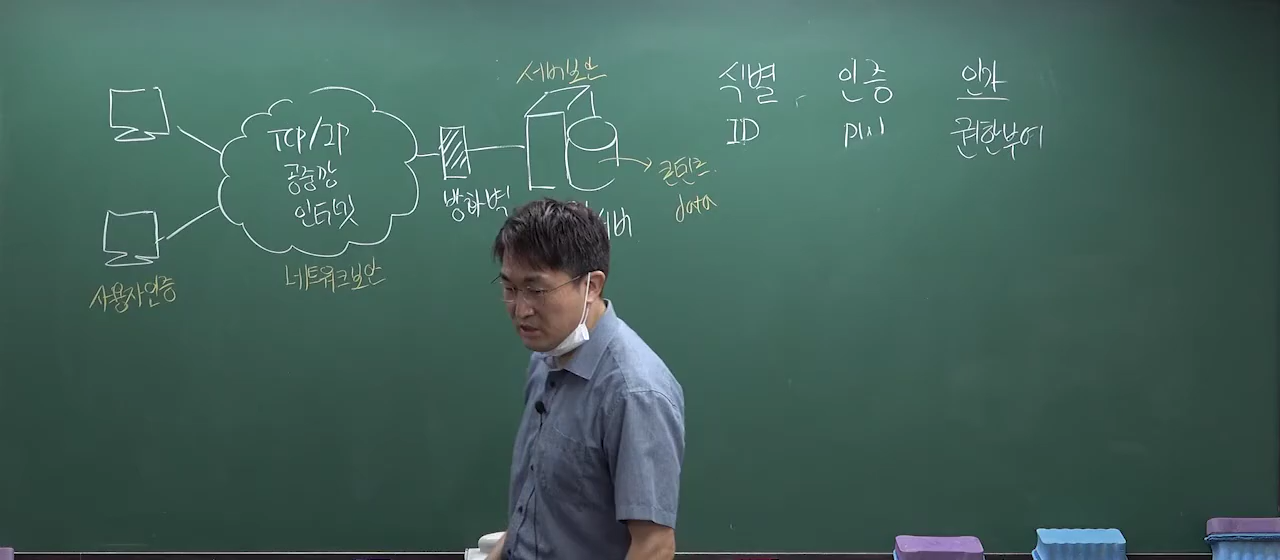 TCP/IP
공중망
인터넷
네트워크보안
사용자인증
방화벽
서버보안
서버
콘텐츠.
data
식별, 인증 인가
ID PW 권한부여